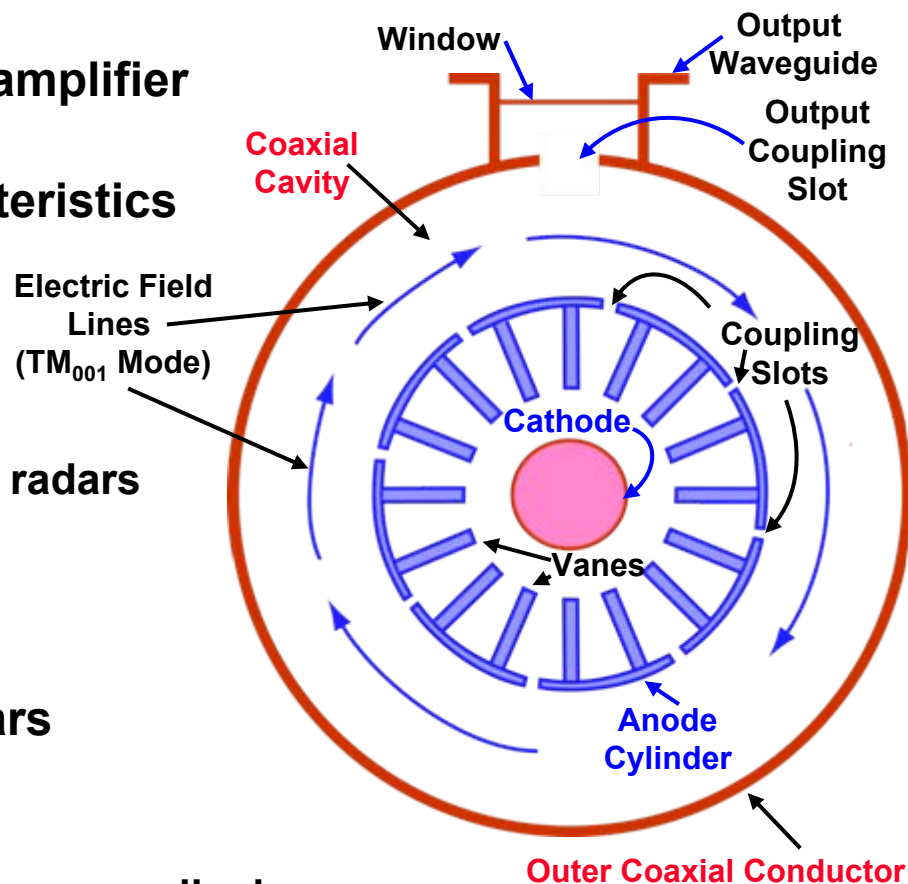 Window
Output
Waveguide
amplifier
Output
Coupling
Slot
Coaxial
Cavity
teristics
Electric Field
Lines
(TM₀₀₁ Mode)
Coupling
Slots
Cathode
radars
Vanes
ars
Anode
Cylinder
Outer Coaxial Conductor